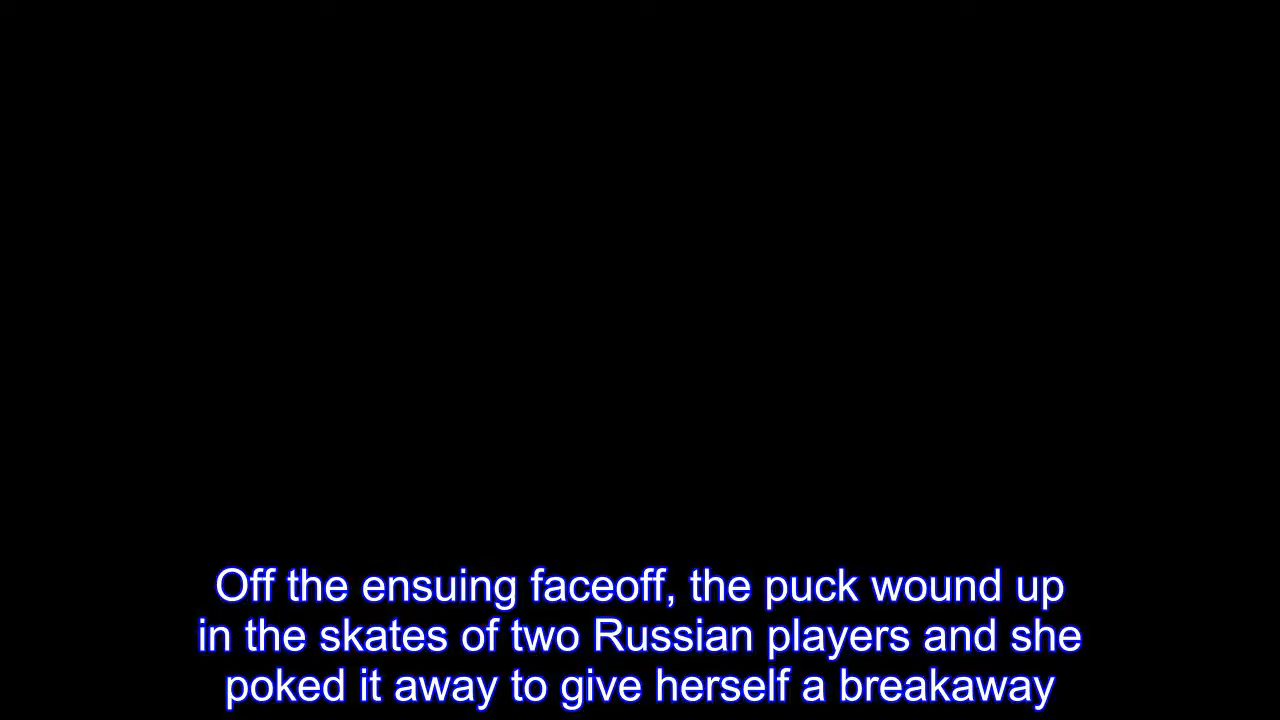 Off the ensuing faceoff, the puck wound up
in the skates of two Russian players and she
poked it away to give herself a breakaway